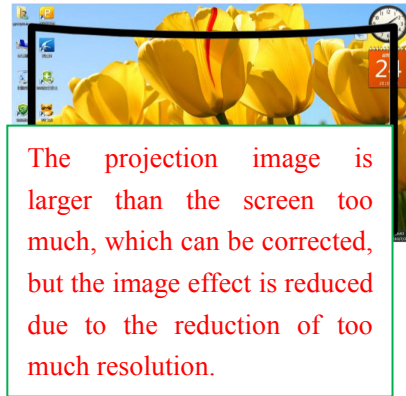 24
The projection image is
larger than the screen too
much, which can be corrected,
but the image effect is reduced
due to the reduction of too
much resolution.